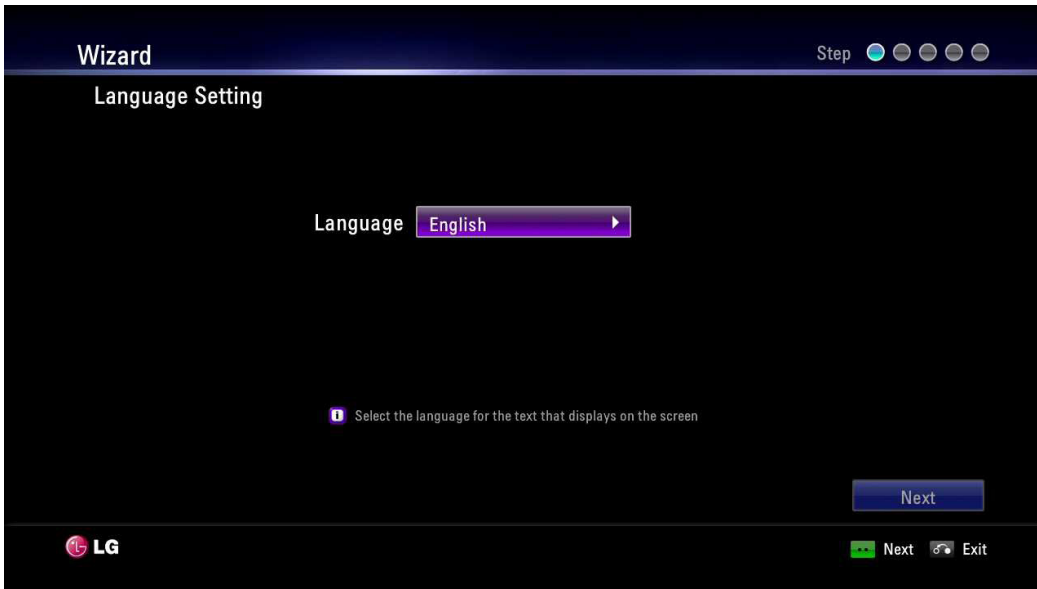 Wizard
Step
Language Setting
Language English
Select the language for the text that displays on the screen
Next
LG
Next Exit